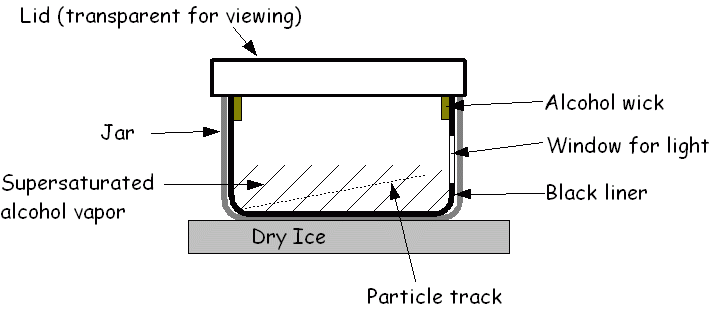 Lid (transparent for viewing)
Alcohol wick
Jar
Window for light
Supersaturated
alcohol vapor
Black liner
Dry Ice
Particle track